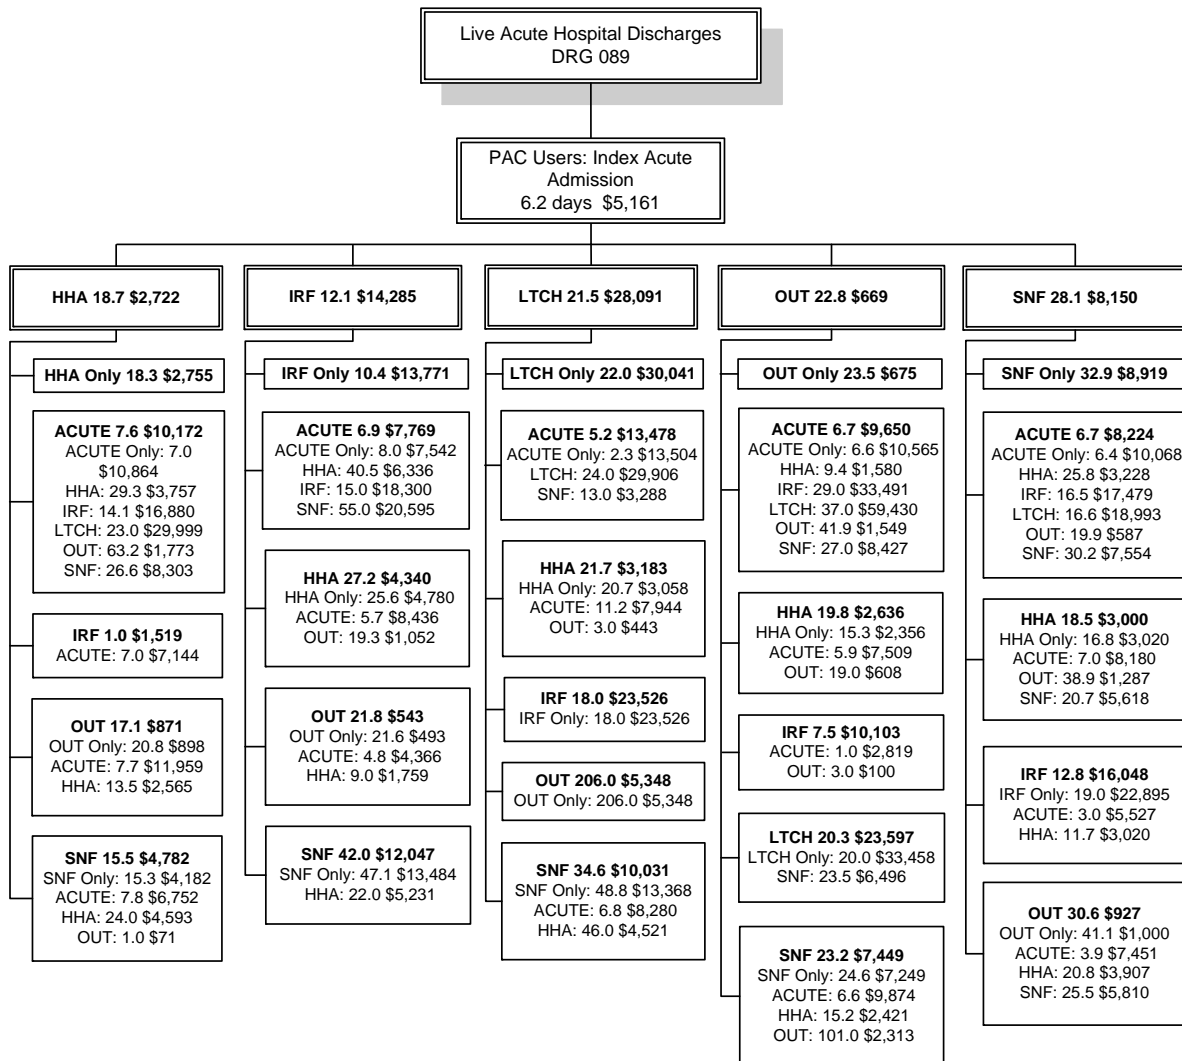 Live Acute Hospital Discharges
DRG 089
PAC Users: Index Acute
Admission
6.2 days $5,161
HHA 18.7 $2,722
HHA Only 18.3 $2,755
ACUTE 7.6 $10,172
ACUTE Only: 7.0
$10,864
HHA: 29.3 $3,757
IRF: 14.1 $16,880
LTCH: 23.0 $29,999
OUT: 63.2 $1,773
SNF: 26.6 $8,303
IRF 1.0 $1,519
ACUTE: 7.0 $7,144
OUT 17.1 $871
OUT Only: 20.8 $898
ACUTE: 7.7 $11,959
HHA: 13.5 $2,565
SNF 15.5 $4,782
SNF Only: 15.3 $4,182
ACUTE: 7.8 $6,752
HHA: 24.0 $4,593
OUT: 1.0 $71
IRF 12.1 $14,285
IRF Only 10.4 $13,771
ACUTE 6.9 $7,769
ACUTE Only: 8.0 $7,542
HHA: 40.5 $6,336
IRF: 15.0 $18,300
SNF: 55.0 $20,595
HHA 27.2 $4,340
HHA Only: 25.6 $4,780
ACUTE: 5.7 $8,436
OUT: 19.3 $1,052
OUT 21.8 $543
OUT Only: 21.6 $493
ACUTE: 4.8 $4,366
HHA: 9.0 $1,759
SNF 42.0 $12,047
SNF Only: 47.1 $13,484
HHA: 22.0 $5,231
LTCH 21.5 $28,091
LTCH Only 22.0 $30,041
ACUTE 5.2 $13,478
ACUTE Only: 2.3 $13,504
LTCH: 24.0 $29,906
SNF: 13.0 $3,288
HHA 21.7 $3,183
HHA Only: 20.7 $3,058
ACUTE: 11.2 $7,944
OUT: 3.0 $443
IRF 18.0 $23,526
IRF Only: 18.0 $23,526
OUT 206.0 $5,348
OUT Only: 206.0 $5,348
SNF 34.6 $10,031
SNF Only: 48.8 $13,368
ACUTE: 6.8 $8,280
HHA: 46.0 $4,521
OUT 22.8 $669
OUT Only 23.5 $675
ACUTE 6.7 $9,650
ACUTE Only: 6.6 $10,565
HHA: 9.4 $1,580
IRF: 29.0 $33,491
LTCH: 37.0 $59,430
OUT: 41.9 $1,549
SNF: 27.0 $8,427
HHA 19.8 $2,636
HHA Only: 15.3 $2,356
ACUTE: 5.9 $7,509
OUT: 19.0 $608
IRF 7.5 $10,103
ACUTE: 1.0 $2,819
OUT: 3.0 $100
LTCH 20.3 $23,597
LTCH Only: 20.0 $33,458
SNF: 23.5 $6,496
SNF 23.2 $7,449
SNF Only: 24.6 $7,249
ACUTE: 6.6 $9,874
HHA: 15.2 $2,421
OUT: 101.0 $2,313
SNF 28.1 $8,150
SNF Only 32.9 $8,919
ACUTE 6.7 $8,224
ACUTE Only: 6.4 $10,068
HHA: 25.8 $3,228
IRF: 16.5 $17,479
LTCH: 16.6 $18,993
OUT: 19.9 $587
SNF: 30.2 $7,554
HHA 18.5 $3,000
HHA Only: 16.8 $3,020
ACUTE: 7.0 $8,180
OUT: 38.9 $1,287
SNF: 20.7 $5,618
IRF 12.8 $16,048
IRF Only: 19.0 $22,895
ACUTE: 3.0 $5,527
HHA: 11.7 $3,020
OUT 30.6 $927
OUT Only: 41.1 $1,000
ACUTE: 3.9 $7,451
HHA: 20.8 $3,907
SNF: 25.5 $5,810